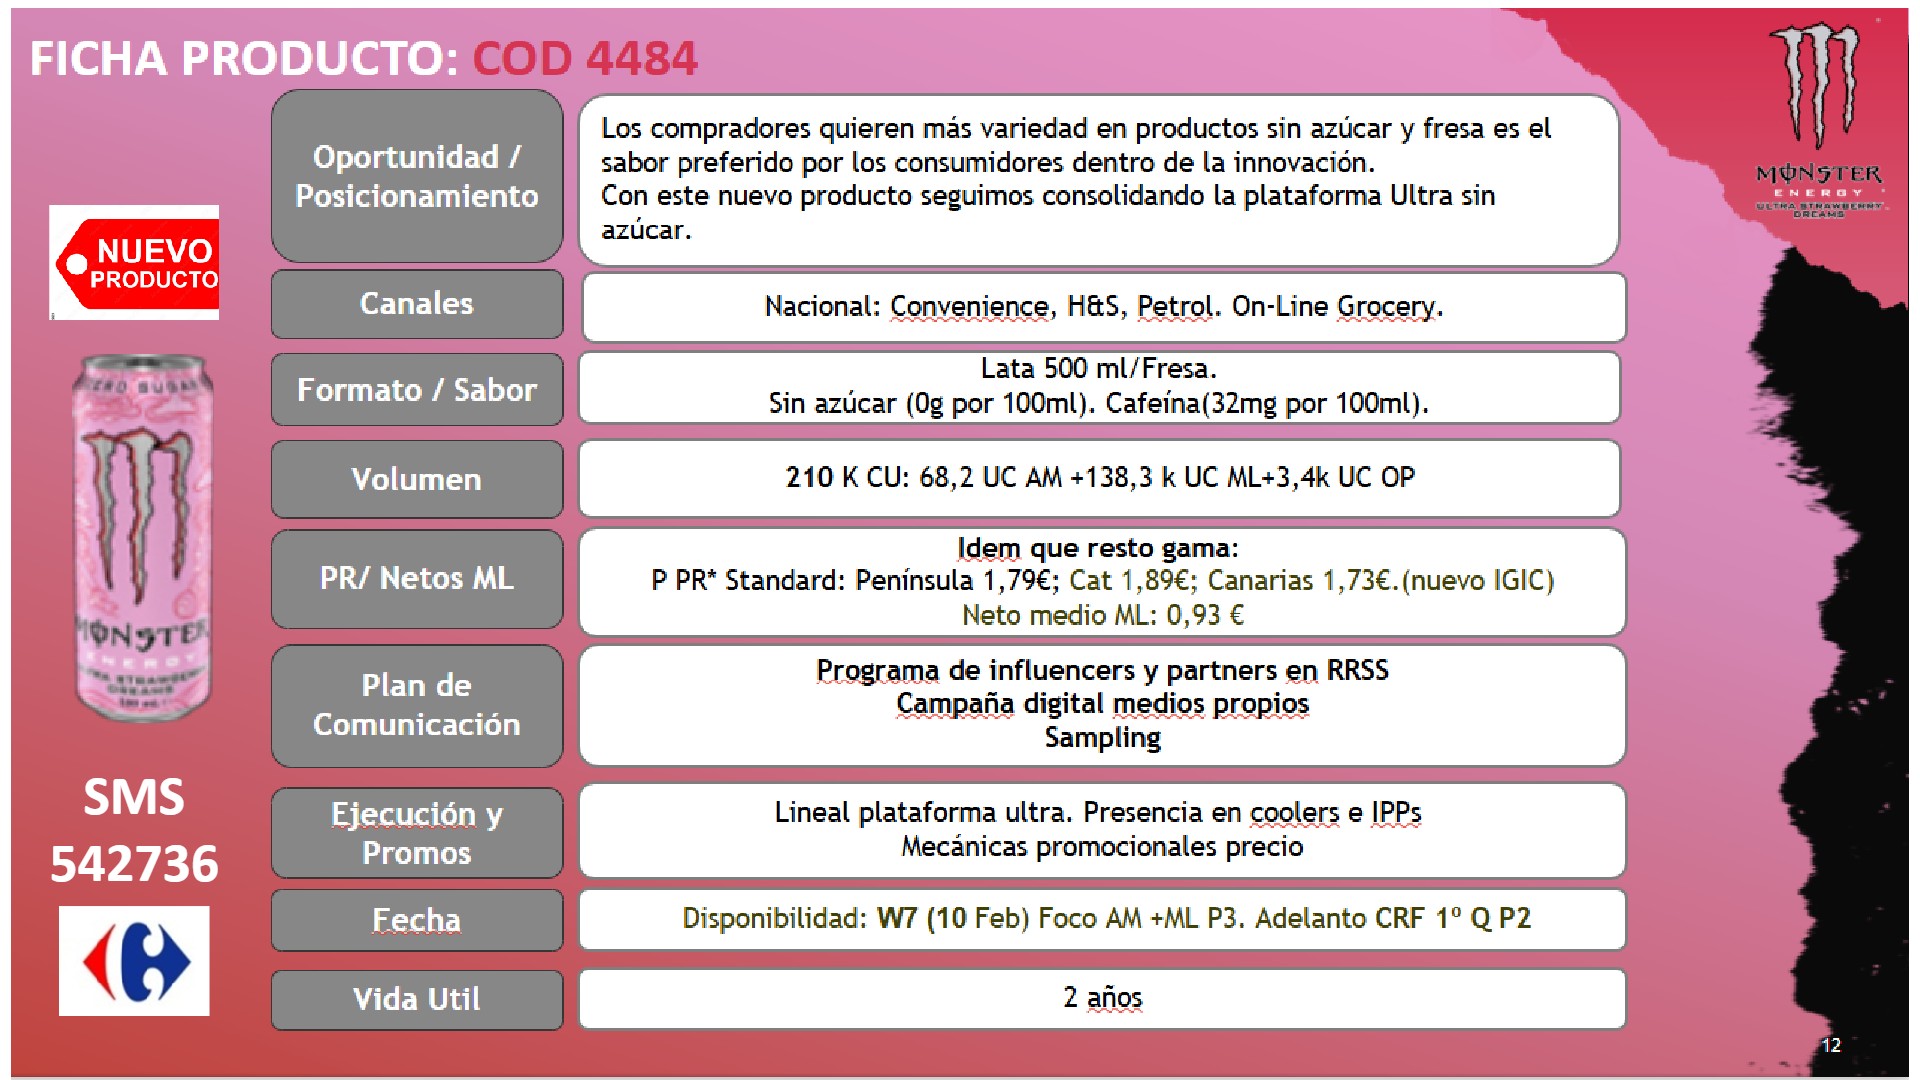 FICHA PRODUCTO: COD 4484
MONSTER
ENERGY
ULTRA STRAWBERRY
DREAMS
Oportunidad /
Posicionamiento
Los compradores quieren más variedad en productos sin azúcar y fresa es el
sabor preferido por los consumidores dentro de la innovación.
Con este nuevo producto seguimos consolidando la plataforma Ultra sin
azúcar.
NUEVO
PRODUCTO
Canales
Nacional: Convenience, H&S, Petrol. On-Line Grocery.
Formato / Sabor
Lata 500 ml/Fresa.
Sin azúcar (0g por 100ml). Cafeína(32mg por 100ml).
ZERO SUGAR
MONSTER
ENERGY
ULTRA STRAWBERRY
DREAMS
Volumen
210 K CU: 68,2 UC AM +138,3 k UC ML+3,4k UC OP
PR/ Netos ML
Idem que resto gama:
P PR* Standard: Península 1,79€; Cat 1,89€; Canarias 1,73€.(nuevo IGIC)
Neto medio ML: 0,93 €
Plan de
Comunicación
Programa de influencers y partners en RRSS
Campaña digital medios propios
Sampling
SMS
542736
Ejecución y
Promos
Lineal plataforma ultra. Presencia en coolers e IPPs
Mecánicas promocionales precio
Fecha
Disponibilidad: W7 (10 Feb) Foco AM +ML P3. Adelanto CRF 1º Q P2
Vida Util
2 años
12